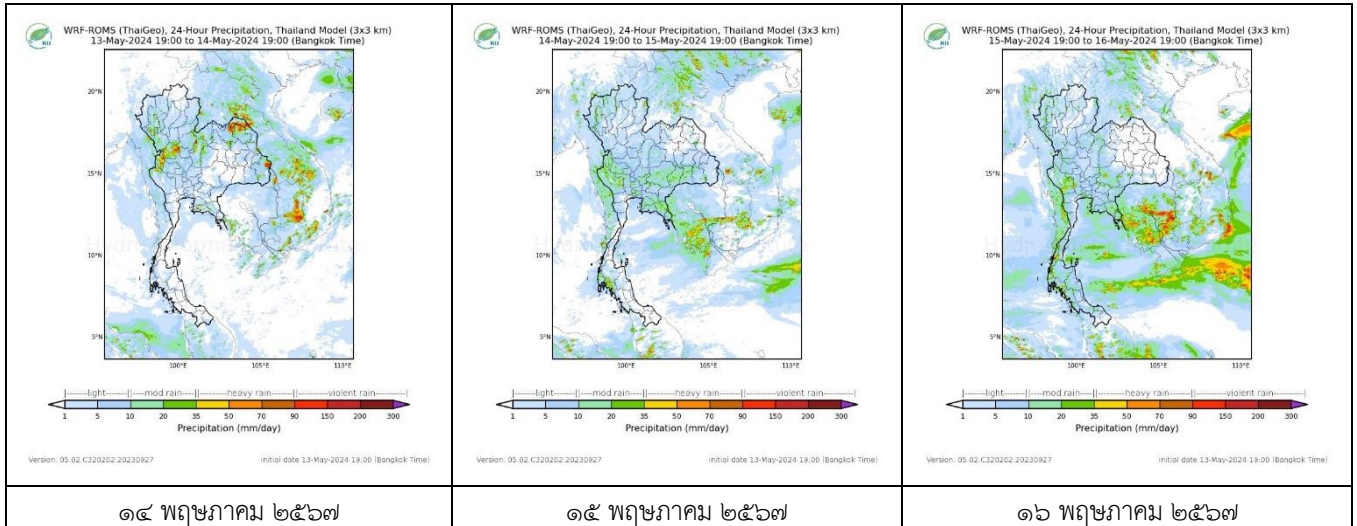 WRF-ROMS (ThaiGeo), 24-Hour Precipitation, Thailand Model (3x3 km)
13-May-2024 19:00 to 14-May-2024 19:00 (Bangkok Time)
20°N
15°N
10°N
5°N
100°E 105°E 110°E
light mod rain heavy rain violent rain
1 5 10 20 35 50 70 90 150 200 300
Precipitation (mm/day)
Version: 05.02.C320202.20230927 initial date 13-May-2024 19:00 (Bangkok Time)
๑๔ พฤษภาคม ๒๕๖๗
WRF-ROMS (ThaiGeo), 24-Hour Precipitation, Thailand Model (3x3 km)
14-May-2024 19:00 to 15-May-2024 19:00 (Bangkok Time)
20°N
15°N
10°N
5°N
100°E 105°E 110°E
light mod rain heavy rain violent rain
1 5 10 20 35 50 70 90 150 200 300
Precipitation (mm/day)
Version: 05.02.C320202.20230927 initial date 13-May-2024 19:00 (Bangkok Time)
๑๕ พฤษภาคม ๒๕๖๗
WRF-ROMS (ThaiGeo), 24-Hour Precipitation, Thailand Model (3x3 km)
15-May-2024 19:00 to 16-May-2024 19:00 (Bangkok Time)
20°N
15°N
10°N
5°N
100°E 105°E 110°E
light mod rain heavy rain violent rain
1 5 10 20 35 50 70 90 150 200 300
Precipitation (mm/day)
Version: 05.02.C320202.20230927 initial date 13-May-2024 19:00 (Bangkok Time)
๑๖ พฤษภาคม ๒๕๖๗